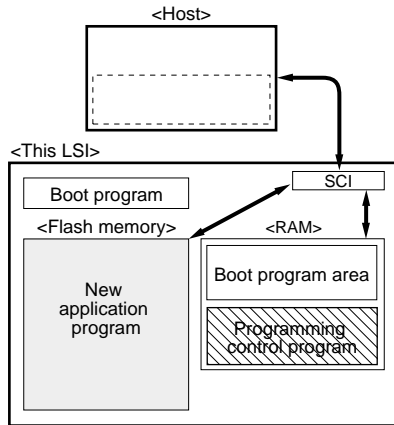 <Host>
<This LSI>
SCI
Boot program
<Flash memory>
<RAM>
New
application
program
Boot program area
Programming
control program